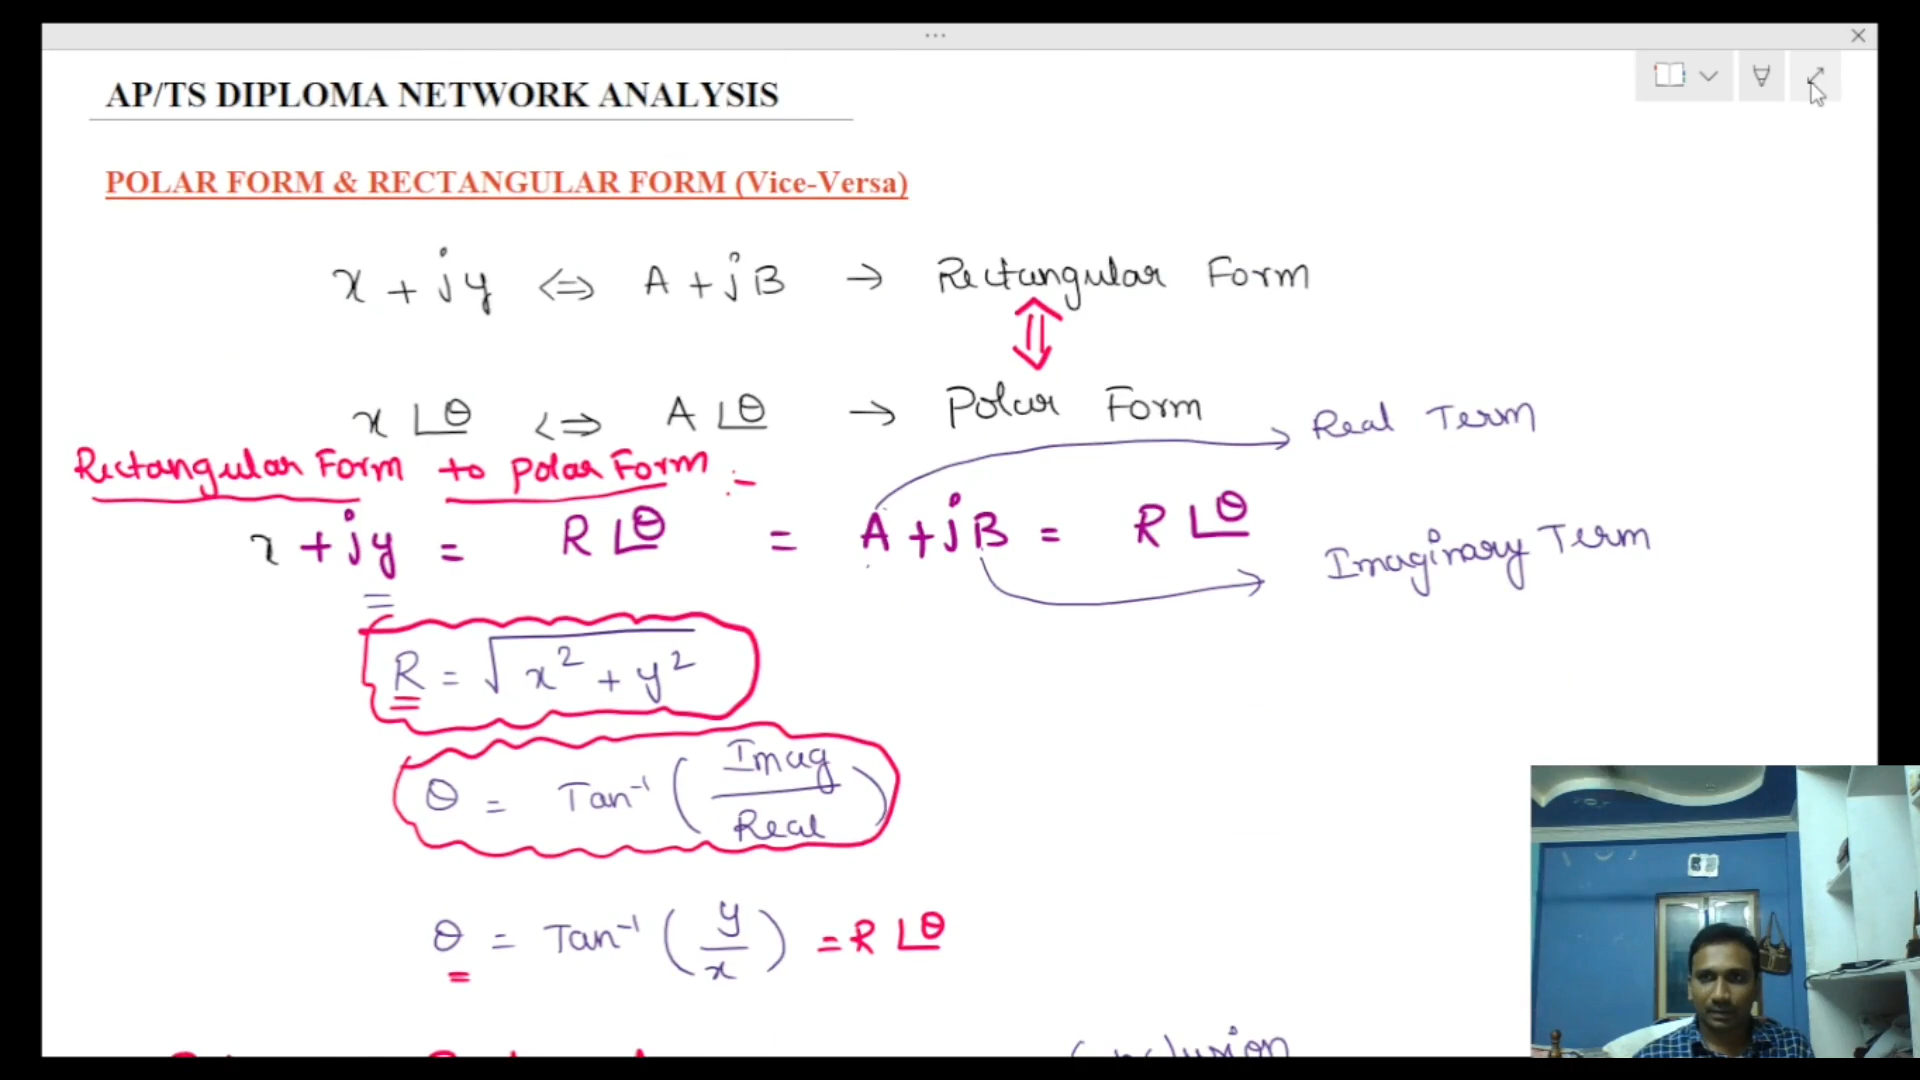 AP/TS DIPLOMA NETWORK ANALYSIS
POLAR FORM & RECTANGULAR FORM (Vice-Versa)
x + jy ⇔ A + jB → Rectangular Form
⇕
x ∠θ ⇔ A ∠θ → Polar Form
Real Term
Rectangular Form to polar Form :-
x + jy = R ∠θ = A + jB = R ∠θ
Imaginary Term
R = √(x² + y²)
θ = Tan⁻¹ (Imag / Real)
θ = Tan⁻¹ (y / x) = R ∠θ
Conclusion